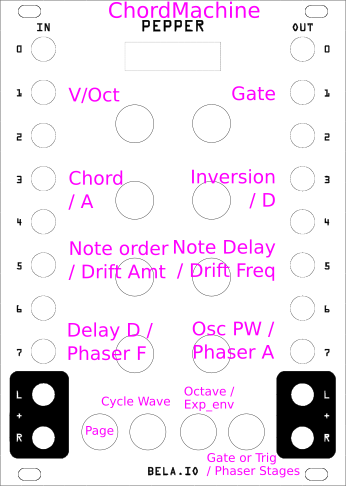 ChordMachine
PEPPER
IN
OUT
0
0
1
V/Oct
Gate
1
2
2
3
Chord
/ A
Inversion
/ D
3
4
4
Note order
/ Drift Amt
Note Delay
/ Drift Freq
5
5
6
6
Delay D /
Phaser F
Osc PW /
Phaser A
7
7
L
+
R
L
+
R
Cycle Wave
Octave /
Exp_env
Page
Gate or Trig
/ Phaser Stages
BELA.IO